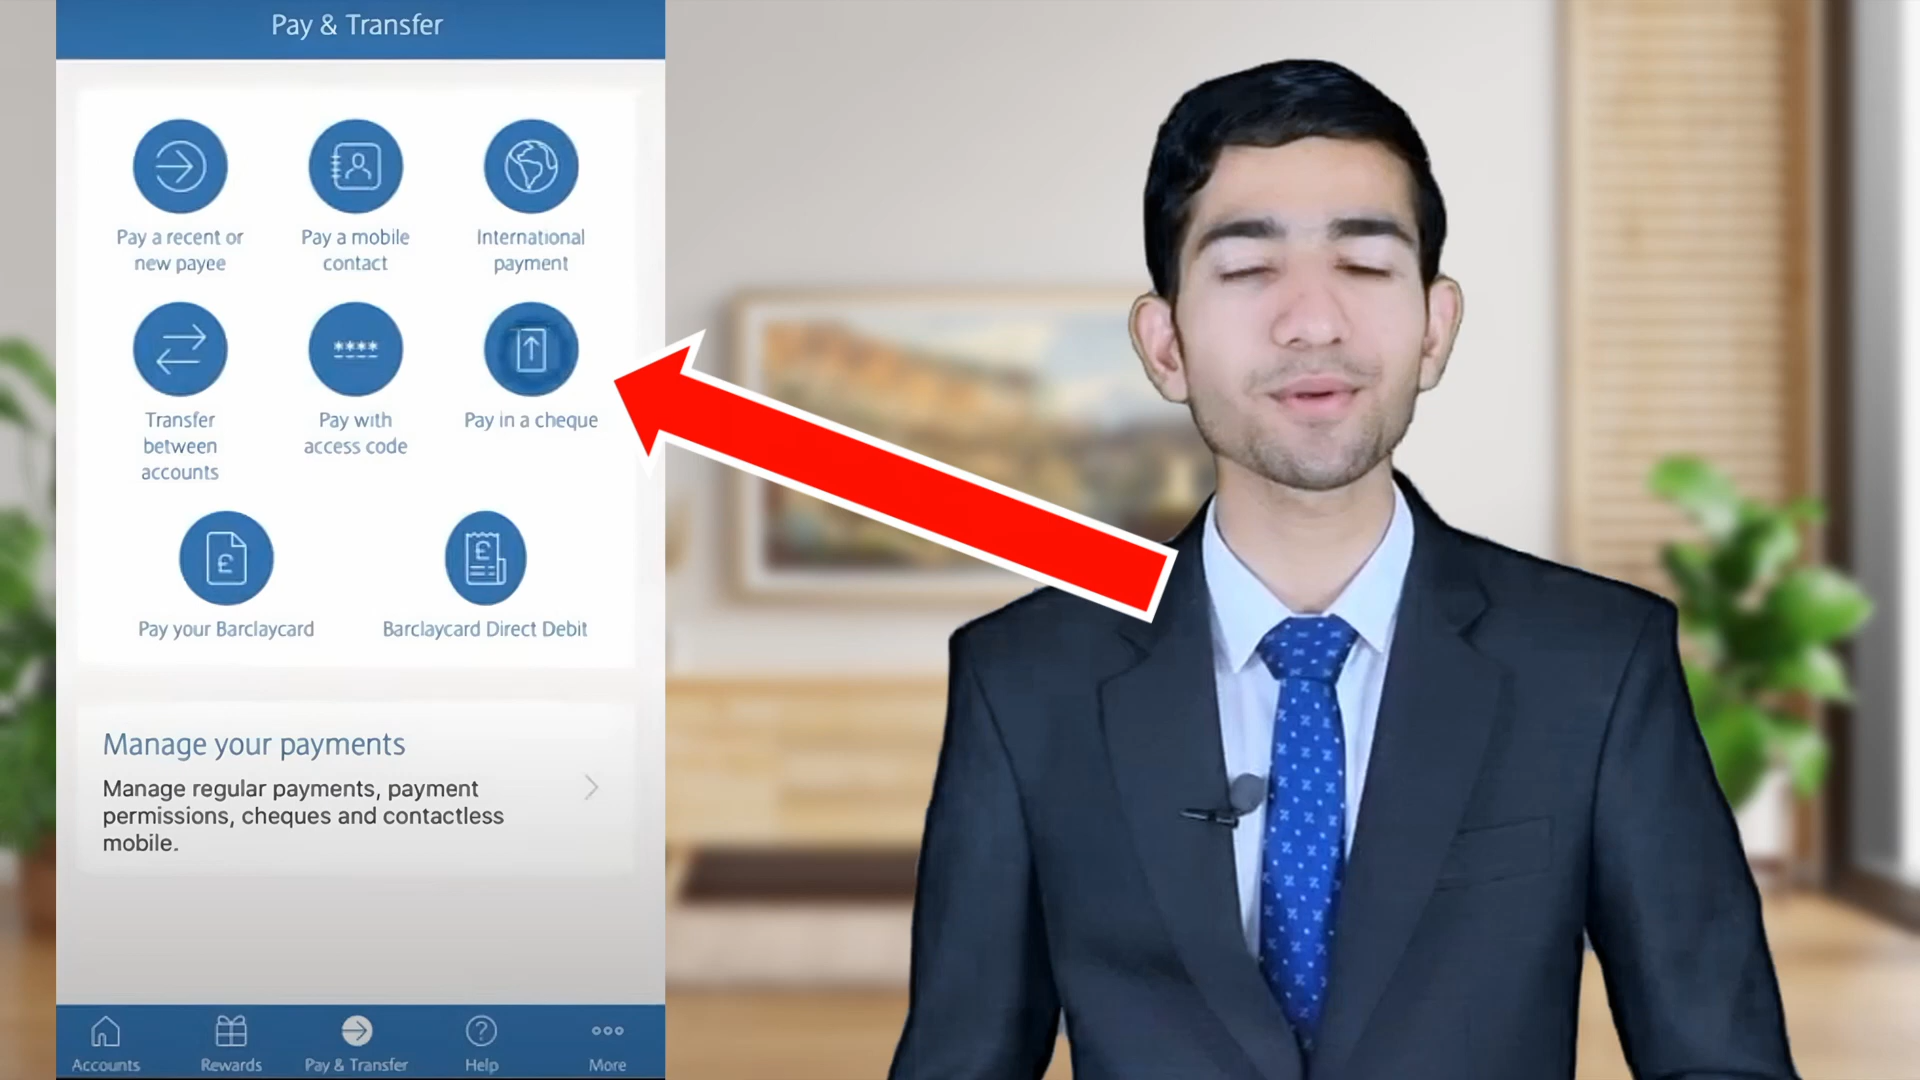 Pay & Transfer
Pay a recent or
new payee
Pay a mobile
contact
International
payment
Transfer
between
accounts
****
Pay with
access code
Pay in a cheque
£
Pay your Barclaycard
£
Barclaycard Direct Debit
Manage your payments
Manage regular payments, payment
permissions, cheques and contactless
mobile.
Accounts
Rewards
Pay & Transfer
?
Help
More